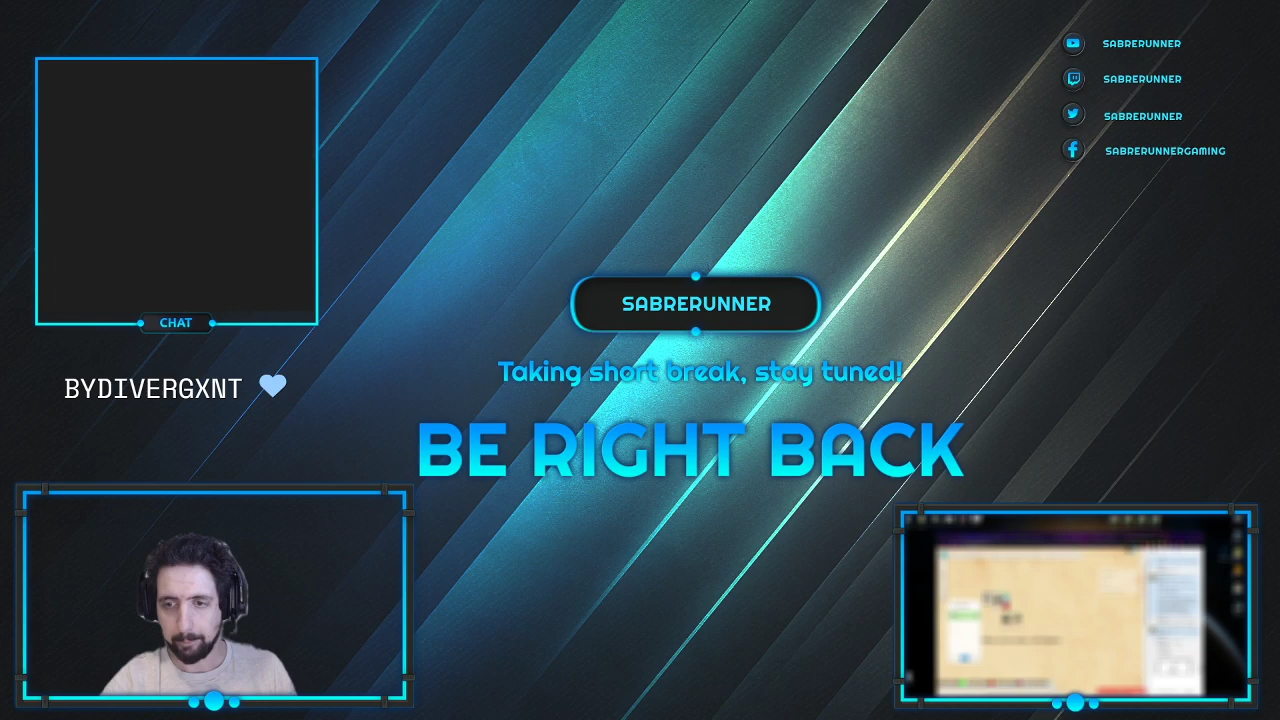 SABRERUNNER
SABRERUNNER
SABRERUNNER
SABRERUNNERGAMING
SABRERUNNER
CHAT
Taking short break, stay tuned!
BYDIVERGXNT
BE RIGHT BACK